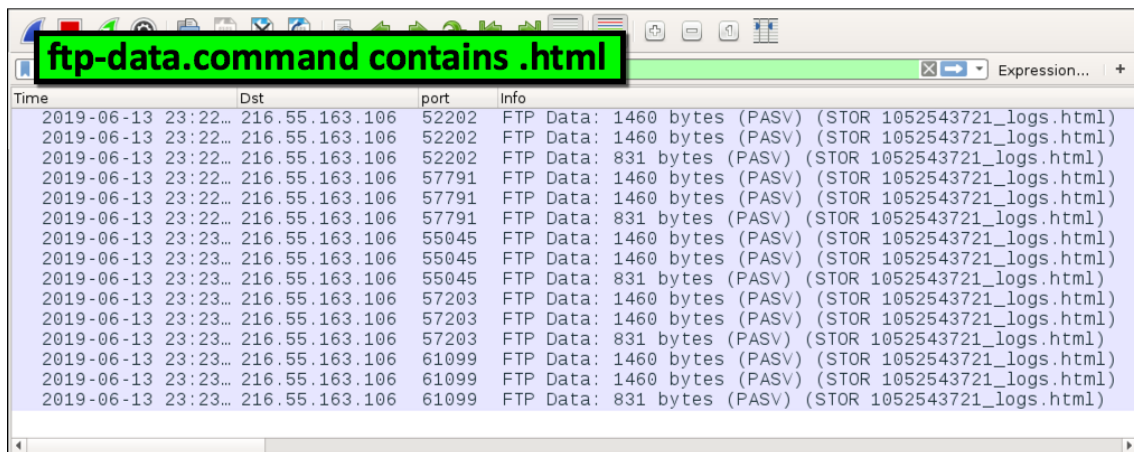 ftp-data.command contains .html
Expression... +
Time Dst port Info
2019-06-13 23:22… 216.55.163.106 52202 FTP Data: 1460 bytes (PASV) (STOR 1052543721_logs.html)
2019-06-13 23:22… 216.55.163.106 52202 FTP Data: 1460 bytes (PASV) (STOR 1052543721_logs.html)
2019-06-13 23:22… 216.55.163.106 52202 FTP Data: 831 bytes (PASV) (STOR 1052543721_logs.html)
2019-06-13 23:22… 216.55.163.106 57791 FTP Data: 1460 bytes (PASV) (STOR 1052543721_logs.html)
2019-06-13 23:22… 216.55.163.106 57791 FTP Data: 1460 bytes (PASV) (STOR 1052543721_logs.html)
2019-06-13 23:22… 216.55.163.106 57791 FTP Data: 831 bytes (PASV) (STOR 1052543721_logs.html)
2019-06-13 23:23… 216.55.163.106 55045 FTP Data: 1460 bytes (PASV) (STOR 1052543721_logs.html)
2019-06-13 23:23… 216.55.163.106 55045 FTP Data: 1460 bytes (PASV) (STOR 1052543721_logs.html)
2019-06-13 23:23… 216.55.163.106 55045 FTP Data: 831 bytes (PASV) (STOR 1052543721_logs.html)
2019-06-13 23:23… 216.55.163.106 57203 FTP Data: 1460 bytes (PASV) (STOR 1052543721_logs.html)
2019-06-13 23:23… 216.55.163.106 57203 FTP Data: 1460 bytes (PASV) (STOR 1052543721_logs.html)
2019-06-13 23:23… 216.55.163.106 57203 FTP Data: 831 bytes (PASV) (STOR 1052543721_logs.html)
2019-06-13 23:23… 216.55.163.106 61099 FTP Data: 1460 bytes (PASV) (STOR 1052543721_logs.html)
2019-06-13 23:23… 216.55.163.106 61099 FTP Data: 1460 bytes (PASV) (STOR 1052543721_logs.html)
2019-06-13 23:23… 216.55.163.106 61099 FTP Data: 831 bytes (PASV) (STOR 1052543721_logs.html)